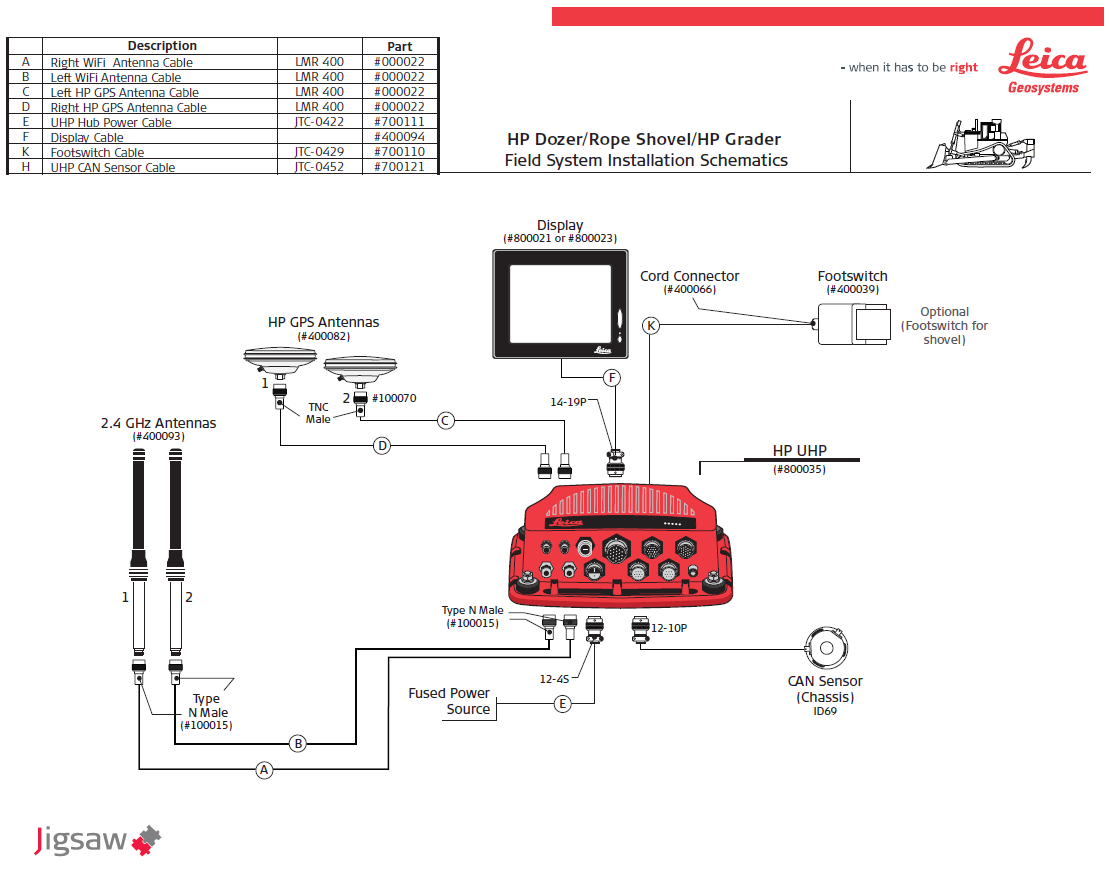 Description Part
A Right WiFi Antenna Cable LMR 400 #000022
B Left WiFi Antenna Cable LMR 400 #000022
C Left HP GPS Antenna Cable LMR 400 #000022
D Right HP GPS Antenna Cable LMR 400 #000022
E UHP Hub Power Cable JTC-0422 #700111
F Display Cable #400094
K Footswitch Cable JTC-0429 #700110
H UHP CAN Sensor Cable JTC-0452 #700121
- when it has to be right
Leica
Geosystems
HP Dozer/Rope Shovel/HP Grader
Field System Installation Schematics
Display
(#800021 or #800023)
Leica
Cord Connector
(#400066)
Footswitch
(#400039)
Optional
(Footswitch for
shovel)
K
HP GPS Antennas
(#400082)
1
2
#100070
TNC
Male
F
14-19P
C
D
2.4 GHz Antennas
(#400093)
1
2
HP UHP
(#800035)
Leica
Type N Male
(#100015)
12-10P
12-4S
CAN Sensor
(Chassis)
ID69
Fused Power
Source
E
Type
N Male
(#100015)
B
A
Jigsaw